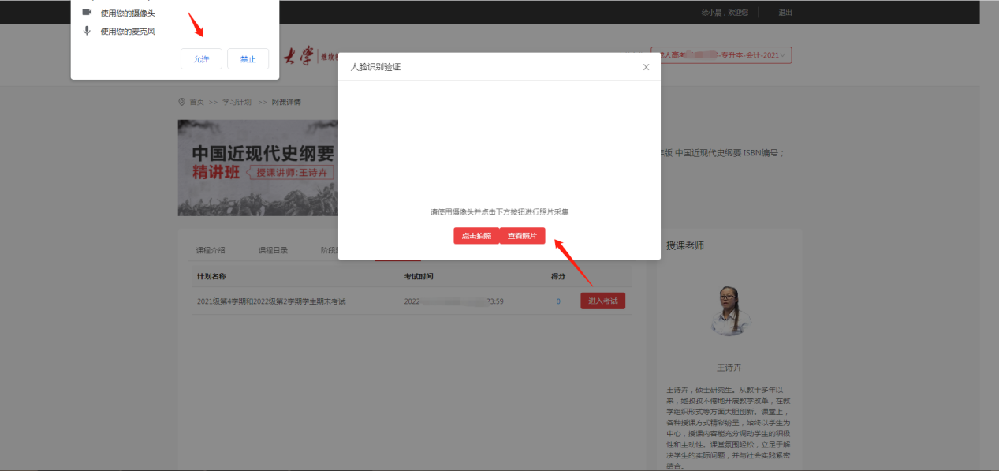 使用您的摄像头
使用您的麦克风
允许
禁止
徐小晨，欢迎您
退出
大学
人脸识别验证
成人高考
-专升本-会计-2021
首页 >> 学习计划 >> 网课详情
中国近现代史纲要
精讲班
授课讲师:王诗卉
年版 中国近现代史纲要 ISBN编号；
请使用摄像头并点击下方按钮进行照片采集
点击拍照
查看照片
课程介绍
课程目录
阶段
授课老师
计划名称
考试时间
得分
2021级第4学期和2022级第2学期学生期末考试
2022
23:59
0
进入考试
王诗卉
王诗卉，硕士研究生。从教十多年以
来，她孜孜不倦地开展教学改革，在教
学组织形式等方面大胆创新。课堂上，
各种授课方式精彩纷呈，始终以学生为
中心，授课内容能充分调动学生的积极
性和主动性。课堂氛围轻松，立足于解
决学生的实际问题，并与社会实践紧密
结合。